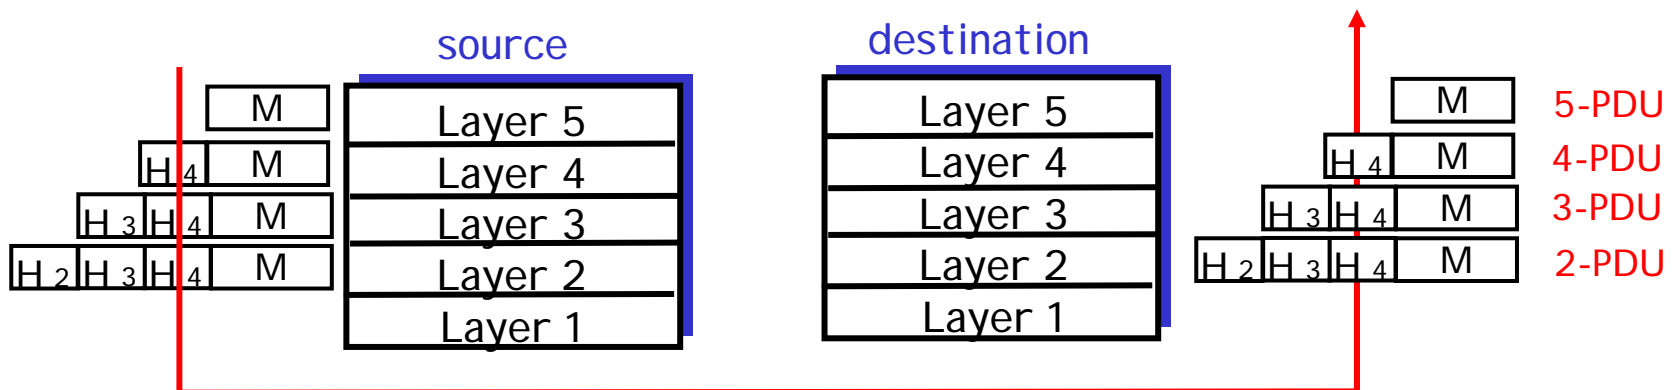 source
destination
M
Layer 5
Layer 5
M
5-PDU
H 4 M
Layer 4
Layer 4
H 4 M
4-PDU
H 3 H 4 M
Layer 3
Layer 3
H 3 H 4 M
3-PDU
H 2 H 3 H 4 M
Layer 2
Layer 2
H 2 H 3 H 4 M
2-PDU
Layer 1
Layer 1